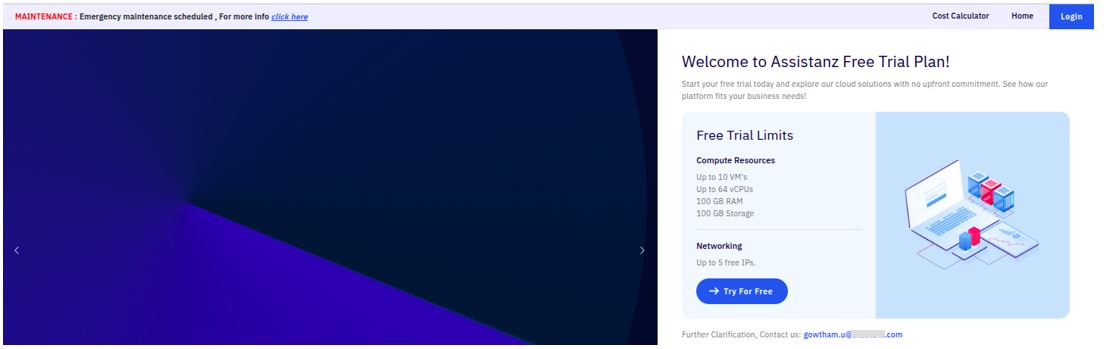 MAINTENANCE : Emergency maintenance scheduled , For more info click here
Cost Calculator Home Login
Welcome to Assistanz Free Trial Plan!
Start your free trial today and explore our cloud solutions with no upfront commitment. See how our
platform fits your business needs!
Free Trial Limits
Compute Resources
Up to 10 VM's
Up to 64 vCPUs
100 GB RAM
100 GB Storage
Networking
Up to 5 free IPs.
Try For Free
Further Clarification, Contact us: gowtham.u@ .com